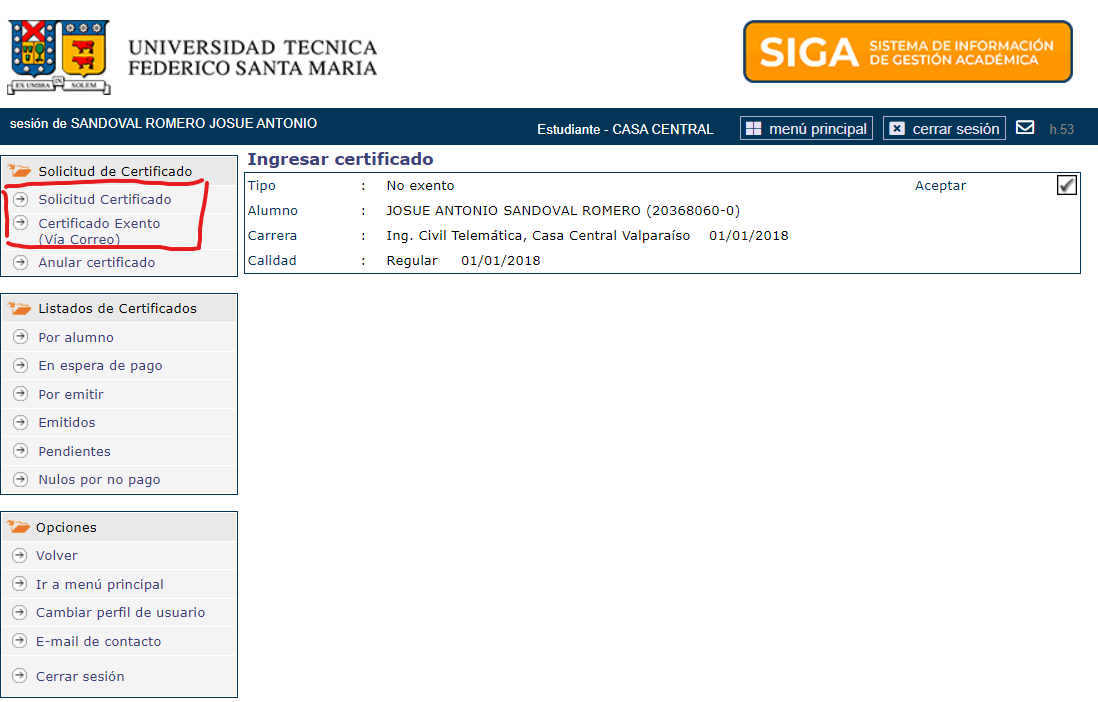 UNIVERSIDAD TECNICA
FEDERICO SANTA MARIA
EX UMBRA IN SOLEM
SIGA SISTEMA DE INFORMACIÓN
DE GESTIÓN ACADÉMICA
sesión de SANDOVAL ROMERO JOSUE ANTONIO
Estudiante - CASA CENTRAL menú principal cerrar sesión h.53
Solicitud de Certificado
Solicitud Certificado
Certificado Exento
(Vía Correo)
Anular certificado
Listados de Certificados
Por alumno
En espera de pago
Por emitir
Emitidos
Pendientes
Nulos por no pago
Opciones
Volver
Ir a menú principal
Cambiar perfil de usuario
E-mail de contacto
Cerrar sesión
Ingresar certificado
Tipo : No exento Aceptar
Alumno : JOSUE ANTONIO SANDOVAL ROMERO (20368060-0)
Carrera : Ing. Civil Telemática, Casa Central Valparaíso 01/01/2018
Calidad : Regular 01/01/2018